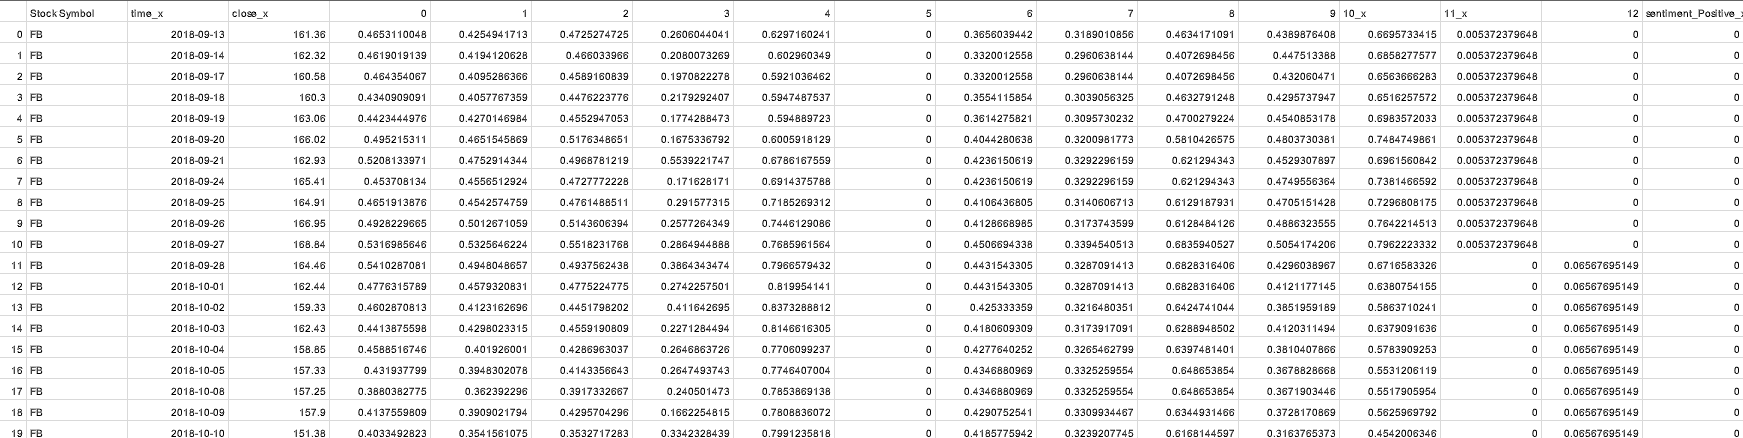 Stock Symbol time_x close_x 0 1 2 3 4 5 6 7 8 9 10_x 11_x 12 sentiment_Positive_x
0 FB 2018-09-13 161.36 0.4653110048 0.4254941713 0.4725274725 0.2606044041 0.6297160241 0 0.3656039442 0.3189010856 0.4634171091 0.4389876408 0.6695733415 0.005372379648 0 0
1 FB 2018-09-14 162.32 0.4619019139 0.4194120628 0.466033966 0.2080073269 0.602960349 0 0.3320012558 0.2960638144 0.4072698456 0.447513388 0.6858277577 0.005372379648 0 0
2 FB 2018-09-17 160.58 0.464354067 0.4095286366 0.4589160839 0.1970822278 0.5921036462 0 0.3320012558 0.2960638144 0.4072698456 0.432060471 0.6563666283 0.005372379648 0 0
3 FB 2018-09-18 160.3 0.4340909091 0.4057767359 0.4476223776 0.2179292407 0.5947487537 0 0.3554115854 0.3039056325 0.4632791248 0.4295737947 0.6516257572 0.005372379648 0 0
4 FB 2018-09-19 163.06 0.4423444976 0.4270146984 0.4552947053 0.1774288473 0.594889723 0 0.3614275821 0.3095730232 0.4700279224 0.4540853178 0.6983572033 0.005372379648 0 0
5 FB 2018-09-20 166.02 0.495215311 0.4651545869 0.5176348651 0.1675336792 0.6005918129 0 0.4044280638 0.3200981773 0.5810426575 0.4803730381 0.7484749861 0.005372379648 0 0
6 FB 2018-09-21 162.93 0.5208133971 0.4752914344 0.4968781219 0.5539221747 0.6786167559 0 0.4236150619 0.3292296159 0.621294343 0.4529307897 0.6961560842 0.005372379648 0 0
7 FB 2018-09-24 165.41 0.453708134 0.4556512924 0.4727772228 0.171628171 0.6914375788 0 0.4236150619 0.3292296159 0.621294343 0.4749556364 0.7381466592 0.005372379648 0 0
8 FB 2018-09-25 164.91 0.4651913876 0.4542574759 0.4761488511 0.291577315 0.7185269312 0 0.4106436805 0.3140606713 0.6129187931 0.4705151428 0.7296808175 0.005372379648 0 0
9 FB 2018-09-26 166.95 0.4928229665 0.5012671059 0.5143606394 0.2577264349 0.7446129086 0 0.4128668985 0.3173743599 0.6128484126 0.4886323555 0.7642214513 0.005372379648 0 0
10 FB 2018-09-27 168.84 0.5316985646 0.5325646224 0.5518231768 0.2864944888 0.7685961564 0 0.4506694338 0.3394540513 0.6835940527 0.5054174206 0.7962223332 0.005372379648 0 0
11 FB 2018-09-28 164.46 0.5410287081 0.4948048657 0.4937562438 0.3864343474 0.7966579432 0 0.4431543305 0.3287091413 0.6828316406 0.4296038967 0.6716583326 0 0.06567695149 0
12 FB 2018-10-01 162.44 0.4776315789 0.4579320831 0.4775224775 0.2742257501 0.819954141 0 0.4431543305 0.3287091413 0.6828316406 0.4121177145 0.6380754155 0 0.06567695149 0
13 FB 2018-10-02 159.33 0.4602870813 0.4123162696 0.4451798202 0.411642695 0.8373288812 0 0.425333359 0.3216480351 0.6424741044 0.3851959189 0.5863710241 0 0.06567695149 0
14 FB 2018-10-03 162.43 0.4413875598 0.4298023315 0.4559190809 0.2271284494 0.8146616305 0 0.4180609309 0.3173917091 0.6288948502 0.4120311494 0.6379091636 0 0.06567695149 0
15 FB 2018-10-04 158.85 0.4588516746 0.401926001 0.4286963037 0.2646863726 0.7706099237 0 0.4277640252 0.3265462799 0.6397481401 0.3810407866 0.5783909253 0 0.06567695149 0
16 FB 2018-10-05 157.33 0.431937799 0.3948302078 0.4143356643 0.2647493743 0.7746407004 0 0.4346880969 0.3325259554 0.648653854 0.3678828668 0.5531206119 0 0.06567695149 0
17 FB 2018-10-08 157.25 0.3880382775 0.362392296 0.3917332667 0.240501473 0.7853869138 0 0.4346880969 0.3325259554 0.648653854 0.3671903446 0.5517905954 0 0.06567695149 0
18 FB 2018-10-09 157.9 0.4137559809 0.3909021794 0.4295704296 0.1662254815 0.7808836072 0 0.4290752541 0.3309934467 0.6344931466 0.3728170869 0.5625969792 0 0.06567695149 0
19 FB 2018-10-10 151.38 0.4033492823 0.3541561075 0.3532717283 0.3342328439 0.7991235818 0 0.4185775942 0.3239207745 0.6168144597 0.3163765373 0.4542006346 0 0.06567695149 0